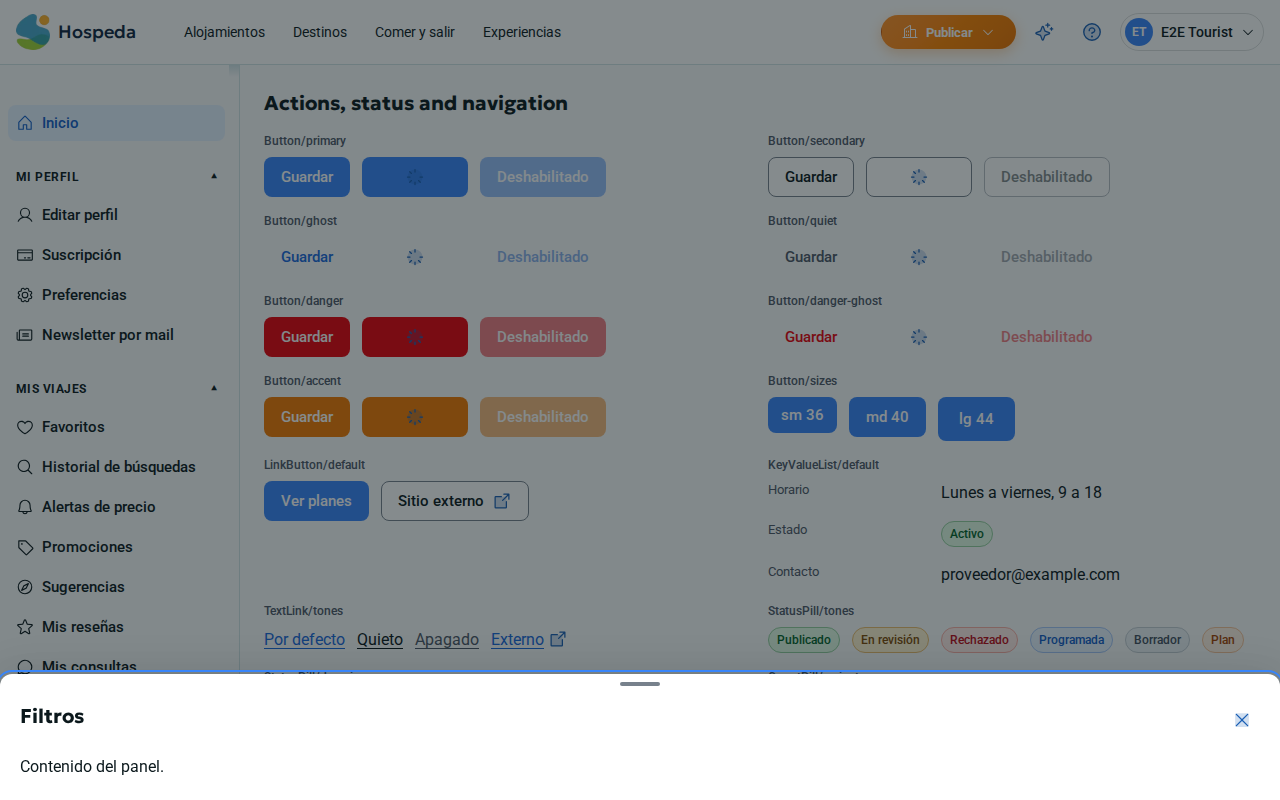 Hospeda
Alojamientos
Destinos
Comer y salir
Experiencias
Publicar
ET
E2E Tourist
Inicio
MI PERFIL
Editar perfil
Suscripción
Preferencias
Newsletter por mail
MIS VIAJES
Favoritos
Historial de búsquedas
Alertas de precio
Promociones
Sugerencias
Mis reseñas
Mis consultas
Actions, status and navigation
Button/primary
Guardar
Deshabilitado
Button/secondary
Guardar
Deshabilitado
Button/ghost
Guardar
Deshabilitado
Button/quiet
Guardar
Deshabilitado
Button/danger
Guardar
Deshabilitado
Button/danger-ghost
Guardar
Deshabilitado
Button/accent
Guardar
Deshabilitado
Button/sizes
sm 36
md 40
lg 44
LinkButton/default
Ver planes
Sitio externo
KeyValueList/default
Horario
Lunes a viernes, 9 a 18
Estado
Activo
Contacto
proveedor@example.com
TextLink/tones
Por defecto
Quieto
Apagado
Externo
StatusPill/tones
Publicado
En revisión
Rechazado
Programada
Borrador
Plan
Filtros
Contenido del panel.